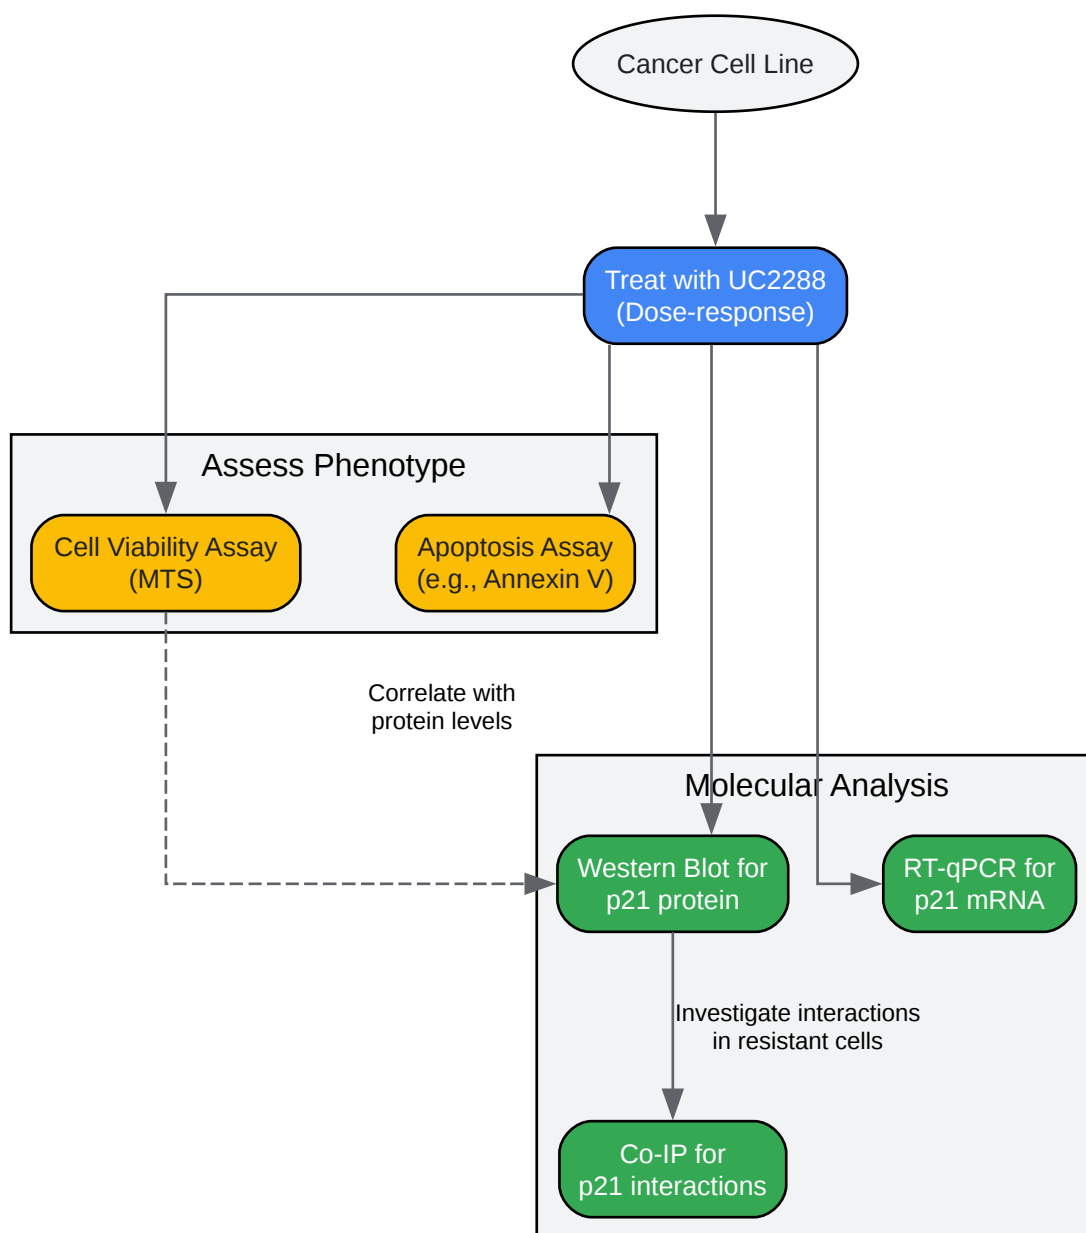 Cancer Cell Line
Treat with UC2288
(Dose-response)
Assess Phenotype
Cell Viability Assay
(MTS)
Apoptosis Assay
(e.g., Annexin V)
Correlate with
protein levels
Molecular Analysis
Western Blot for
p21 protein
RT-qPCR for
p21 mRNA
Investigate interactions
in resistant cells
Co-IP for
p21 interactions